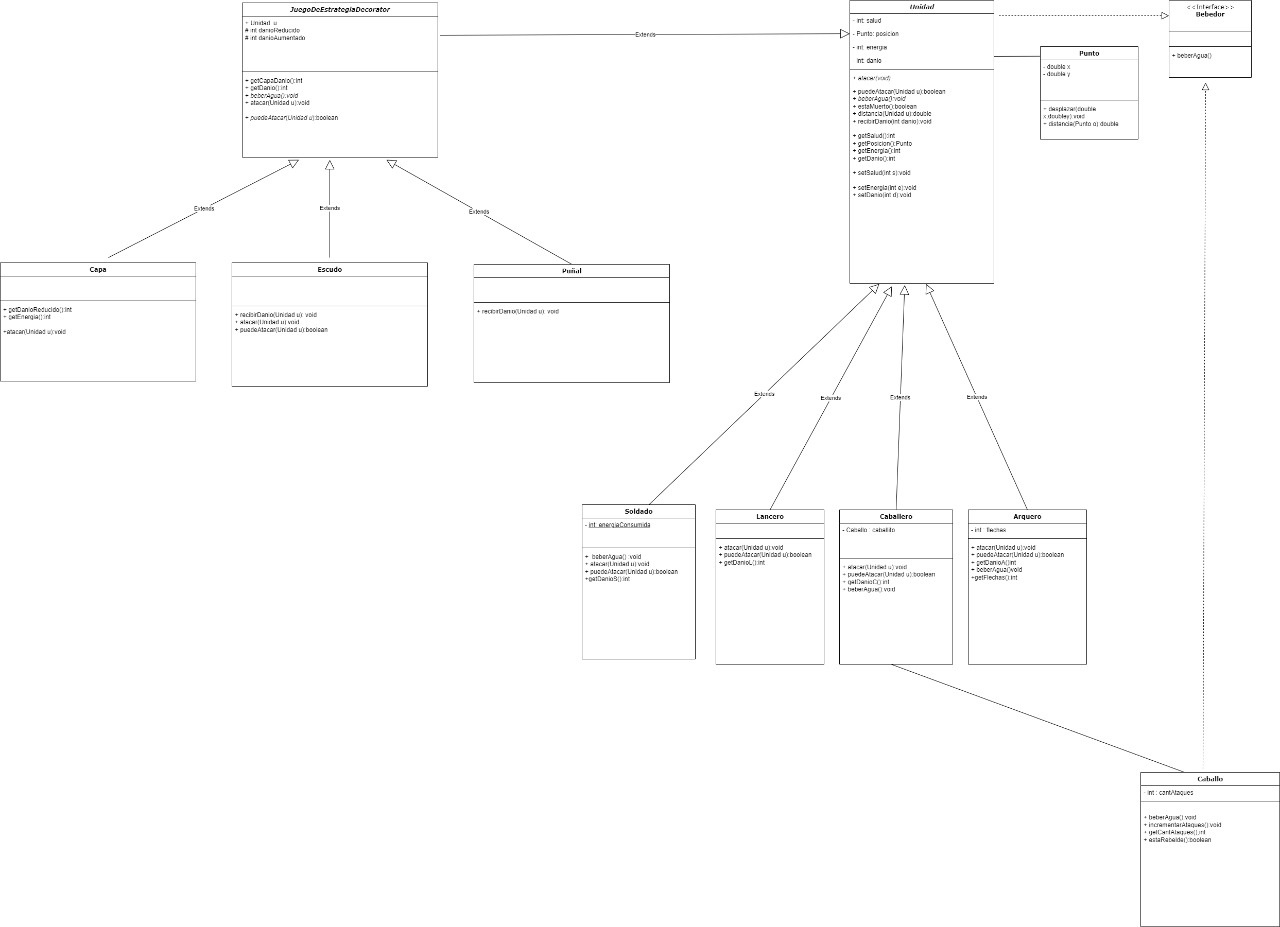 JuegoDeEstrategiaDecorator
+ Unidad u
# int danioReducido
# int danioAumentado
+ getCapaDanio():int
+ getDanio():int
+ beberAgua():void
+ atacar(Unidad u):void
+ puedeAtacar(Unidad u):boolean
Extends
Unidad
- int: salud
- Punto: posicion
- int: energia
int: danio
+ atacar(void)
+ puedeAtacar(Unidad u):boolean
+ beberAgua():void
+ estaMuerto():boolean
+ distancia(Unidad u):double
+ recibirDanio(int danio):void
+ getSalud():int
+ getPosicion():Punto
+ getEnergia():int
+ getDanio():int
+ setSalud(int s):void
+ setEnergia(int e):void
+ setDanio(int d):void
<<Interface>>
Bebedor
+ beberAgua()
Punto
- double x
- double y
+ desplazar(double
x,doubley):void
+ distancia(Punto o):double
Extends
Extends
Extends
Capa
+ getDanioReducido():int
+ getEnergia():int
+atacar(Unidad u):void
Escudo
+ recibirDanio(Unidad u): void
+ atacar(Unidad u):void
+ puedeAtacar(Unidad u):boolean
Puñal
+ recibirDanio(Unidad u): void
Extends
Extends
Extends
Extends
Soldado
- int: energiaConsumida
+ beberAgua() :void
+ atacar(Unidad u):void
+ puedeAtacar(Unidad u):boolean
+getDanioS():int
Lancero
+ atacar(Unidad u):void
+ puedeAtacar(Unidad u):boolean
+ getDanioL():int
Caballero
- Caballo : caballito
+ atacar(Unidad u):void
+ puedeAtacar(Unidad u):boolean
+ getDanioC():int
+ beberAgua():void
Arquero
- int : flechas
+ atacar(Unidad u):void
+ puedeAtacar(Unidad u):boolean
+ getDanioA()int
+ beberAgua()void
+getFlechas():int
Caballo
- int : cantAtaques
+ beberAgua():void
+ incrementarAtaques():void
+ getCantAtaques():int
+ estaRebelde():boolean